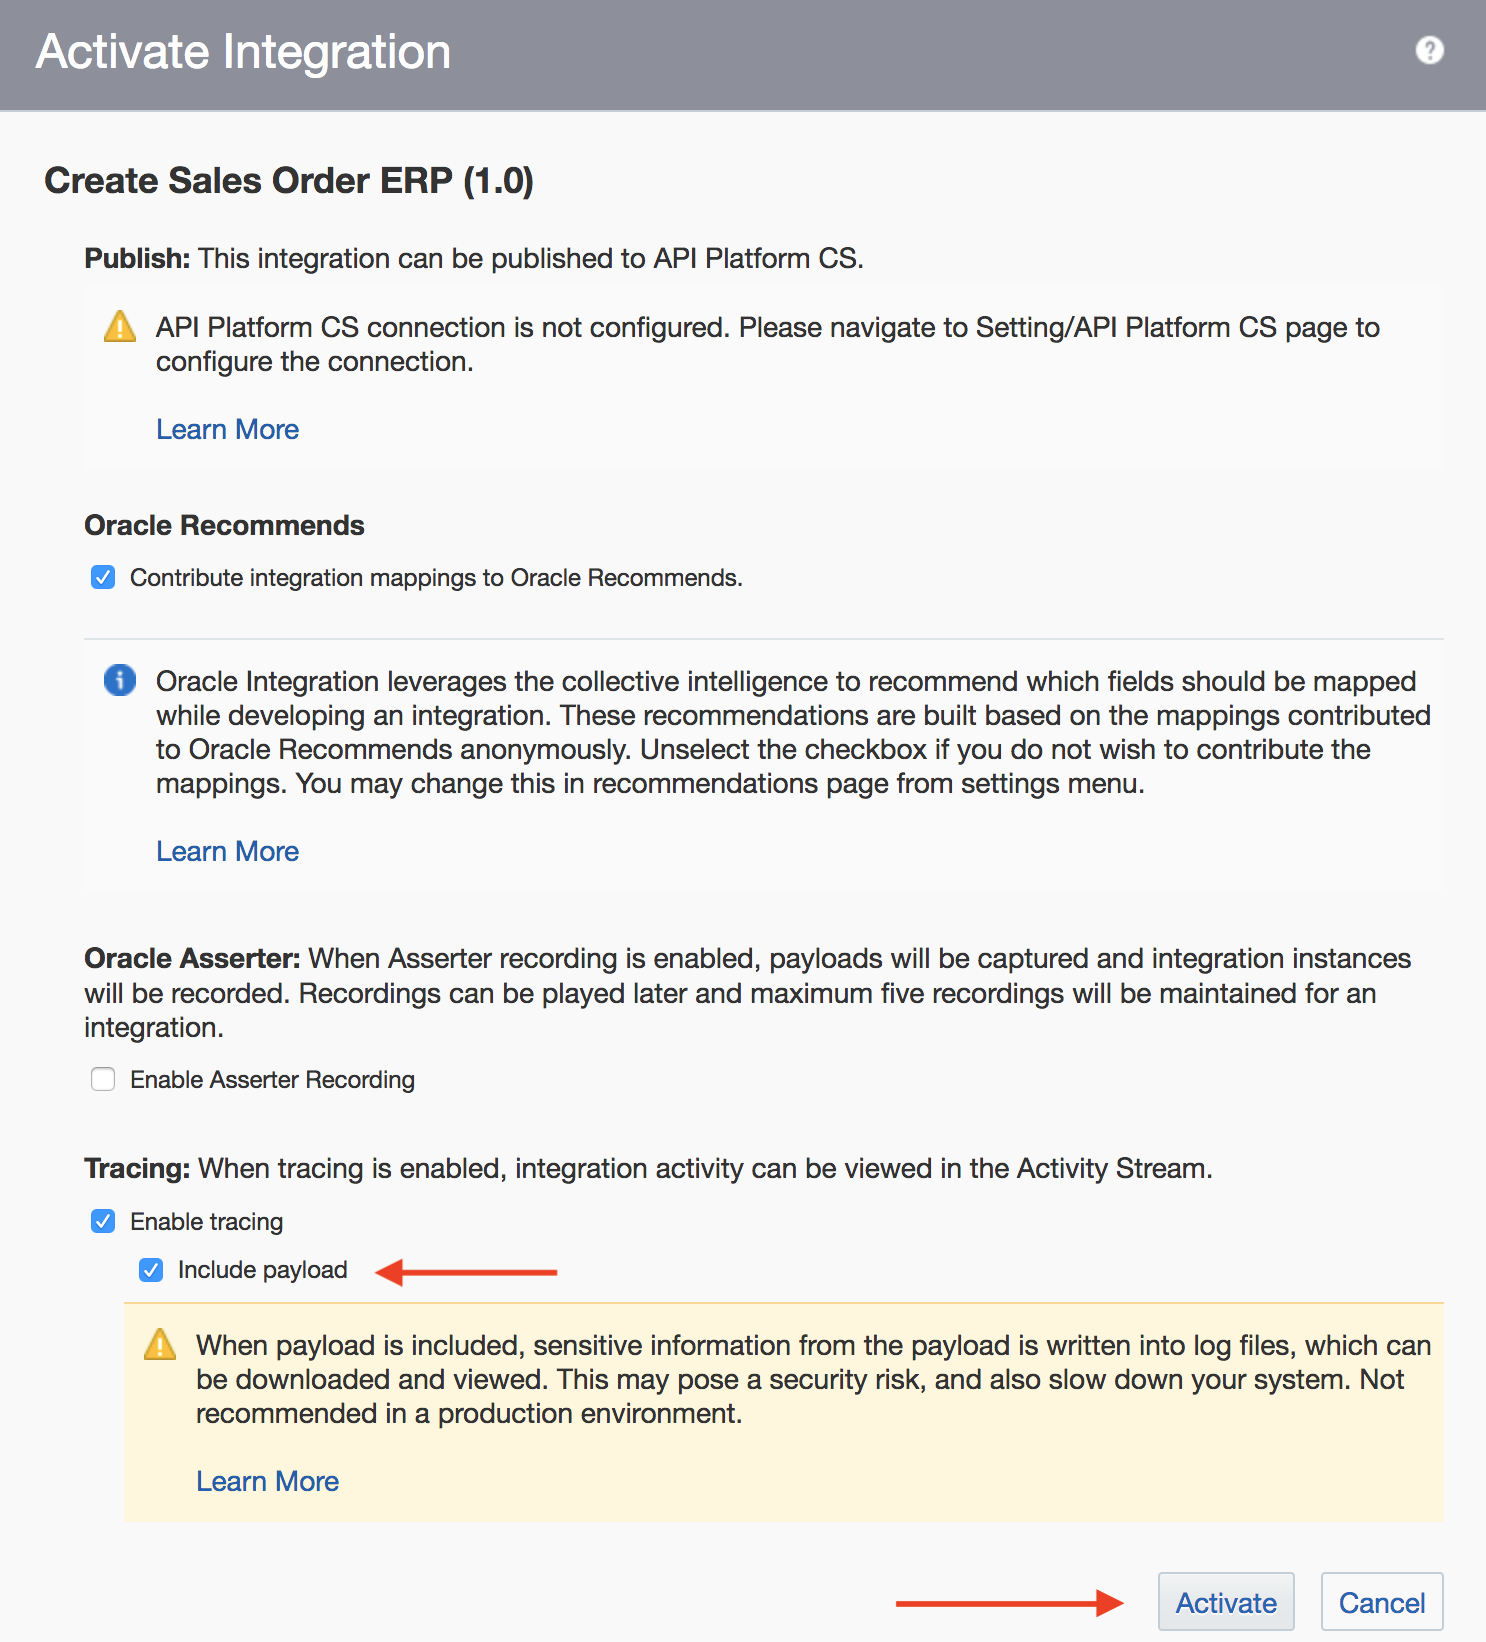 Activate Integration
?
Create Sales Order ERP (1.0)
Publish: This integration can be published to API Platform CS.
API Platform CS connection is not configured. Please navigate to Setting/API Platform CS page to
configure the connection.
Learn More
Oracle Recommends
Contribute integration mappings to Oracle Recommends.
Oracle Integration leverages the collective intelligence to recommend which fields should be mapped
while developing an integration. These recommendations are built based on the mappings contributed
to Oracle Recommends anonymously. Unselect the checkbox if you do not wish to contribute the
mappings. You may change this in recommendations page from settings menu.
Learn More
Oracle Asserter: When Asserter recording is enabled, payloads will be captured and integration instances
will be recorded. Recordings can be played later and maximum five recordings will be maintained for an
integration.
Enable Asserter Recording
Tracing: When tracing is enabled, integration activity can be viewed in the Activity Stream.
Enable tracing
Include payload
When payload is included, sensitive information from the payload is written into log files, which can
be downloaded and viewed. This may pose a security risk, and also slow down your system. Not
recommended in a production environment.
Learn More
Activate
Cancel